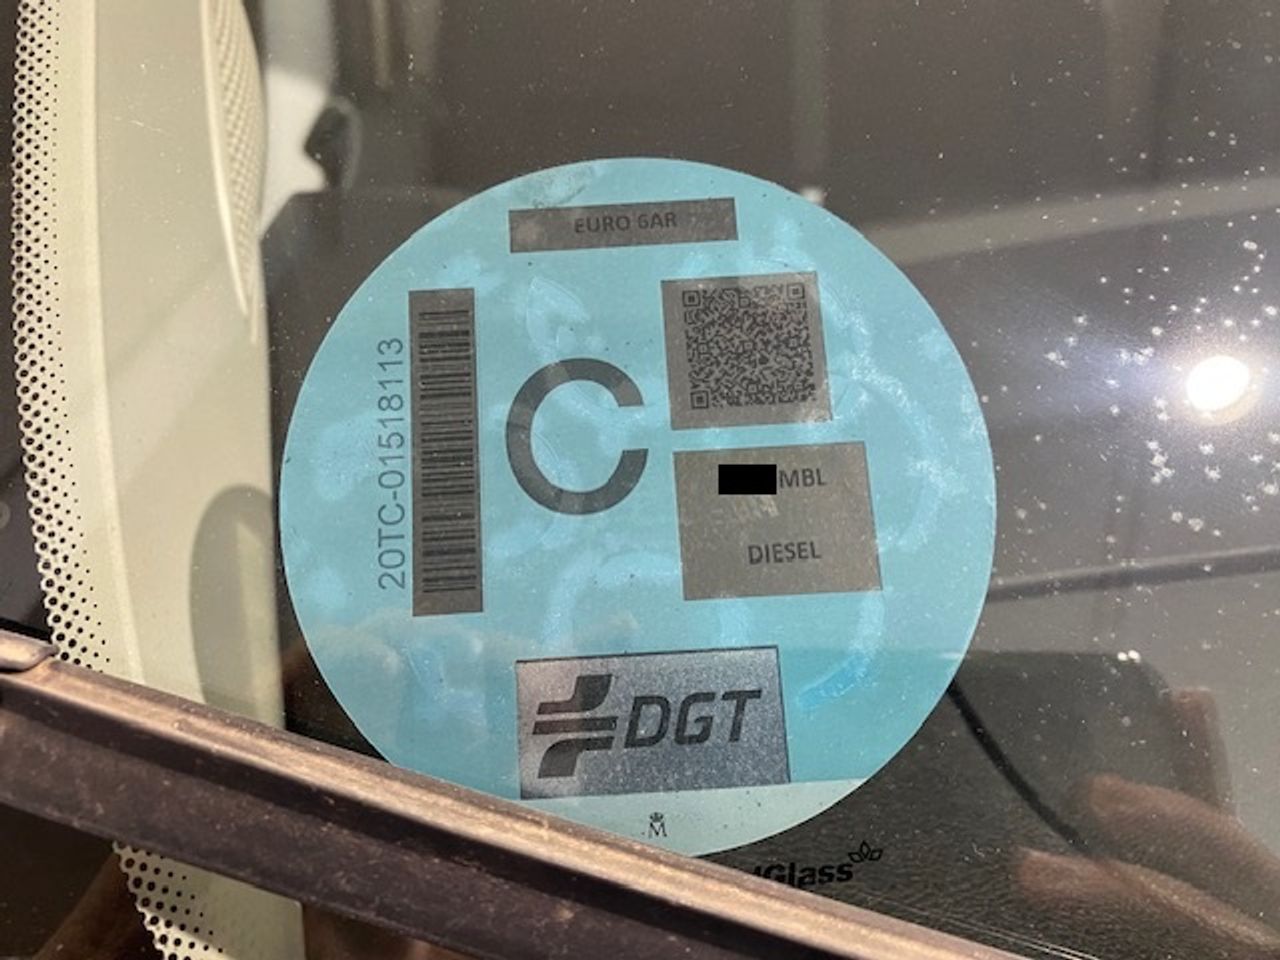 EURO 6AR
20TC-01518113
C
MBL
DIESEL
DGT
M
Glass